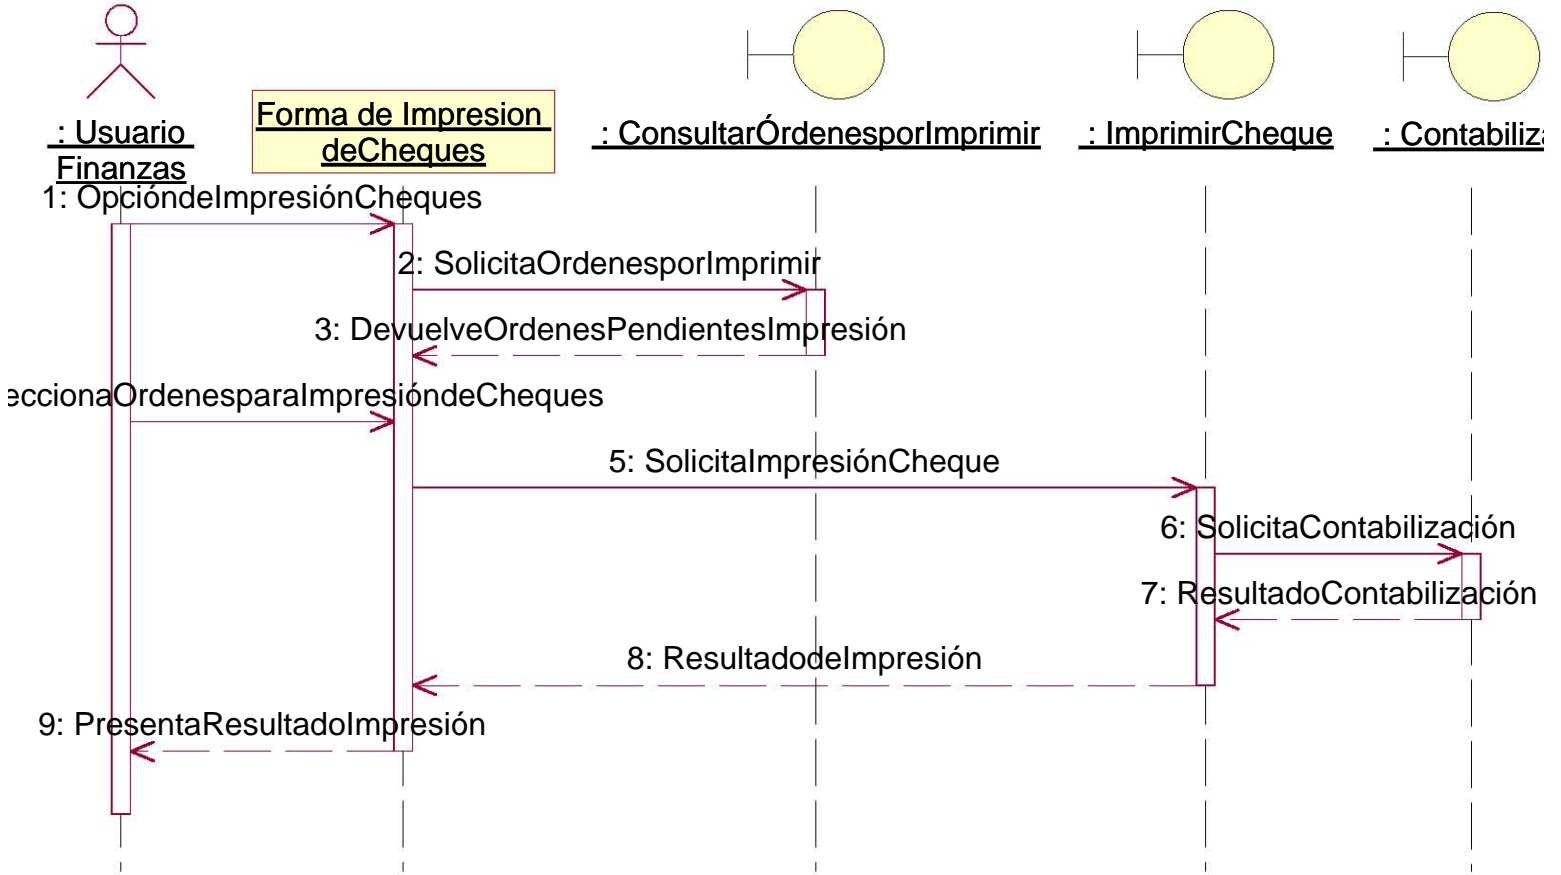 : Usuario
Finanzas
Forma de Impresion
deCheques
: ConsultarÓrdenesporImprimir
: ImprimirCheque
: Contabiliza
1: OpcióndeImpresiónCheques
2: SolicitaOrdenesporImprimir
3: DevuelveOrdenesPendientesImpresión
eccionaOrdenesparaImpresióndeCheques
5: SolicitaImpresiónCheque
6: SolicitaContabilización
7: ResultadoContabilización
8: ResultadodeImpresión
9: PresentaResultadoImpresión